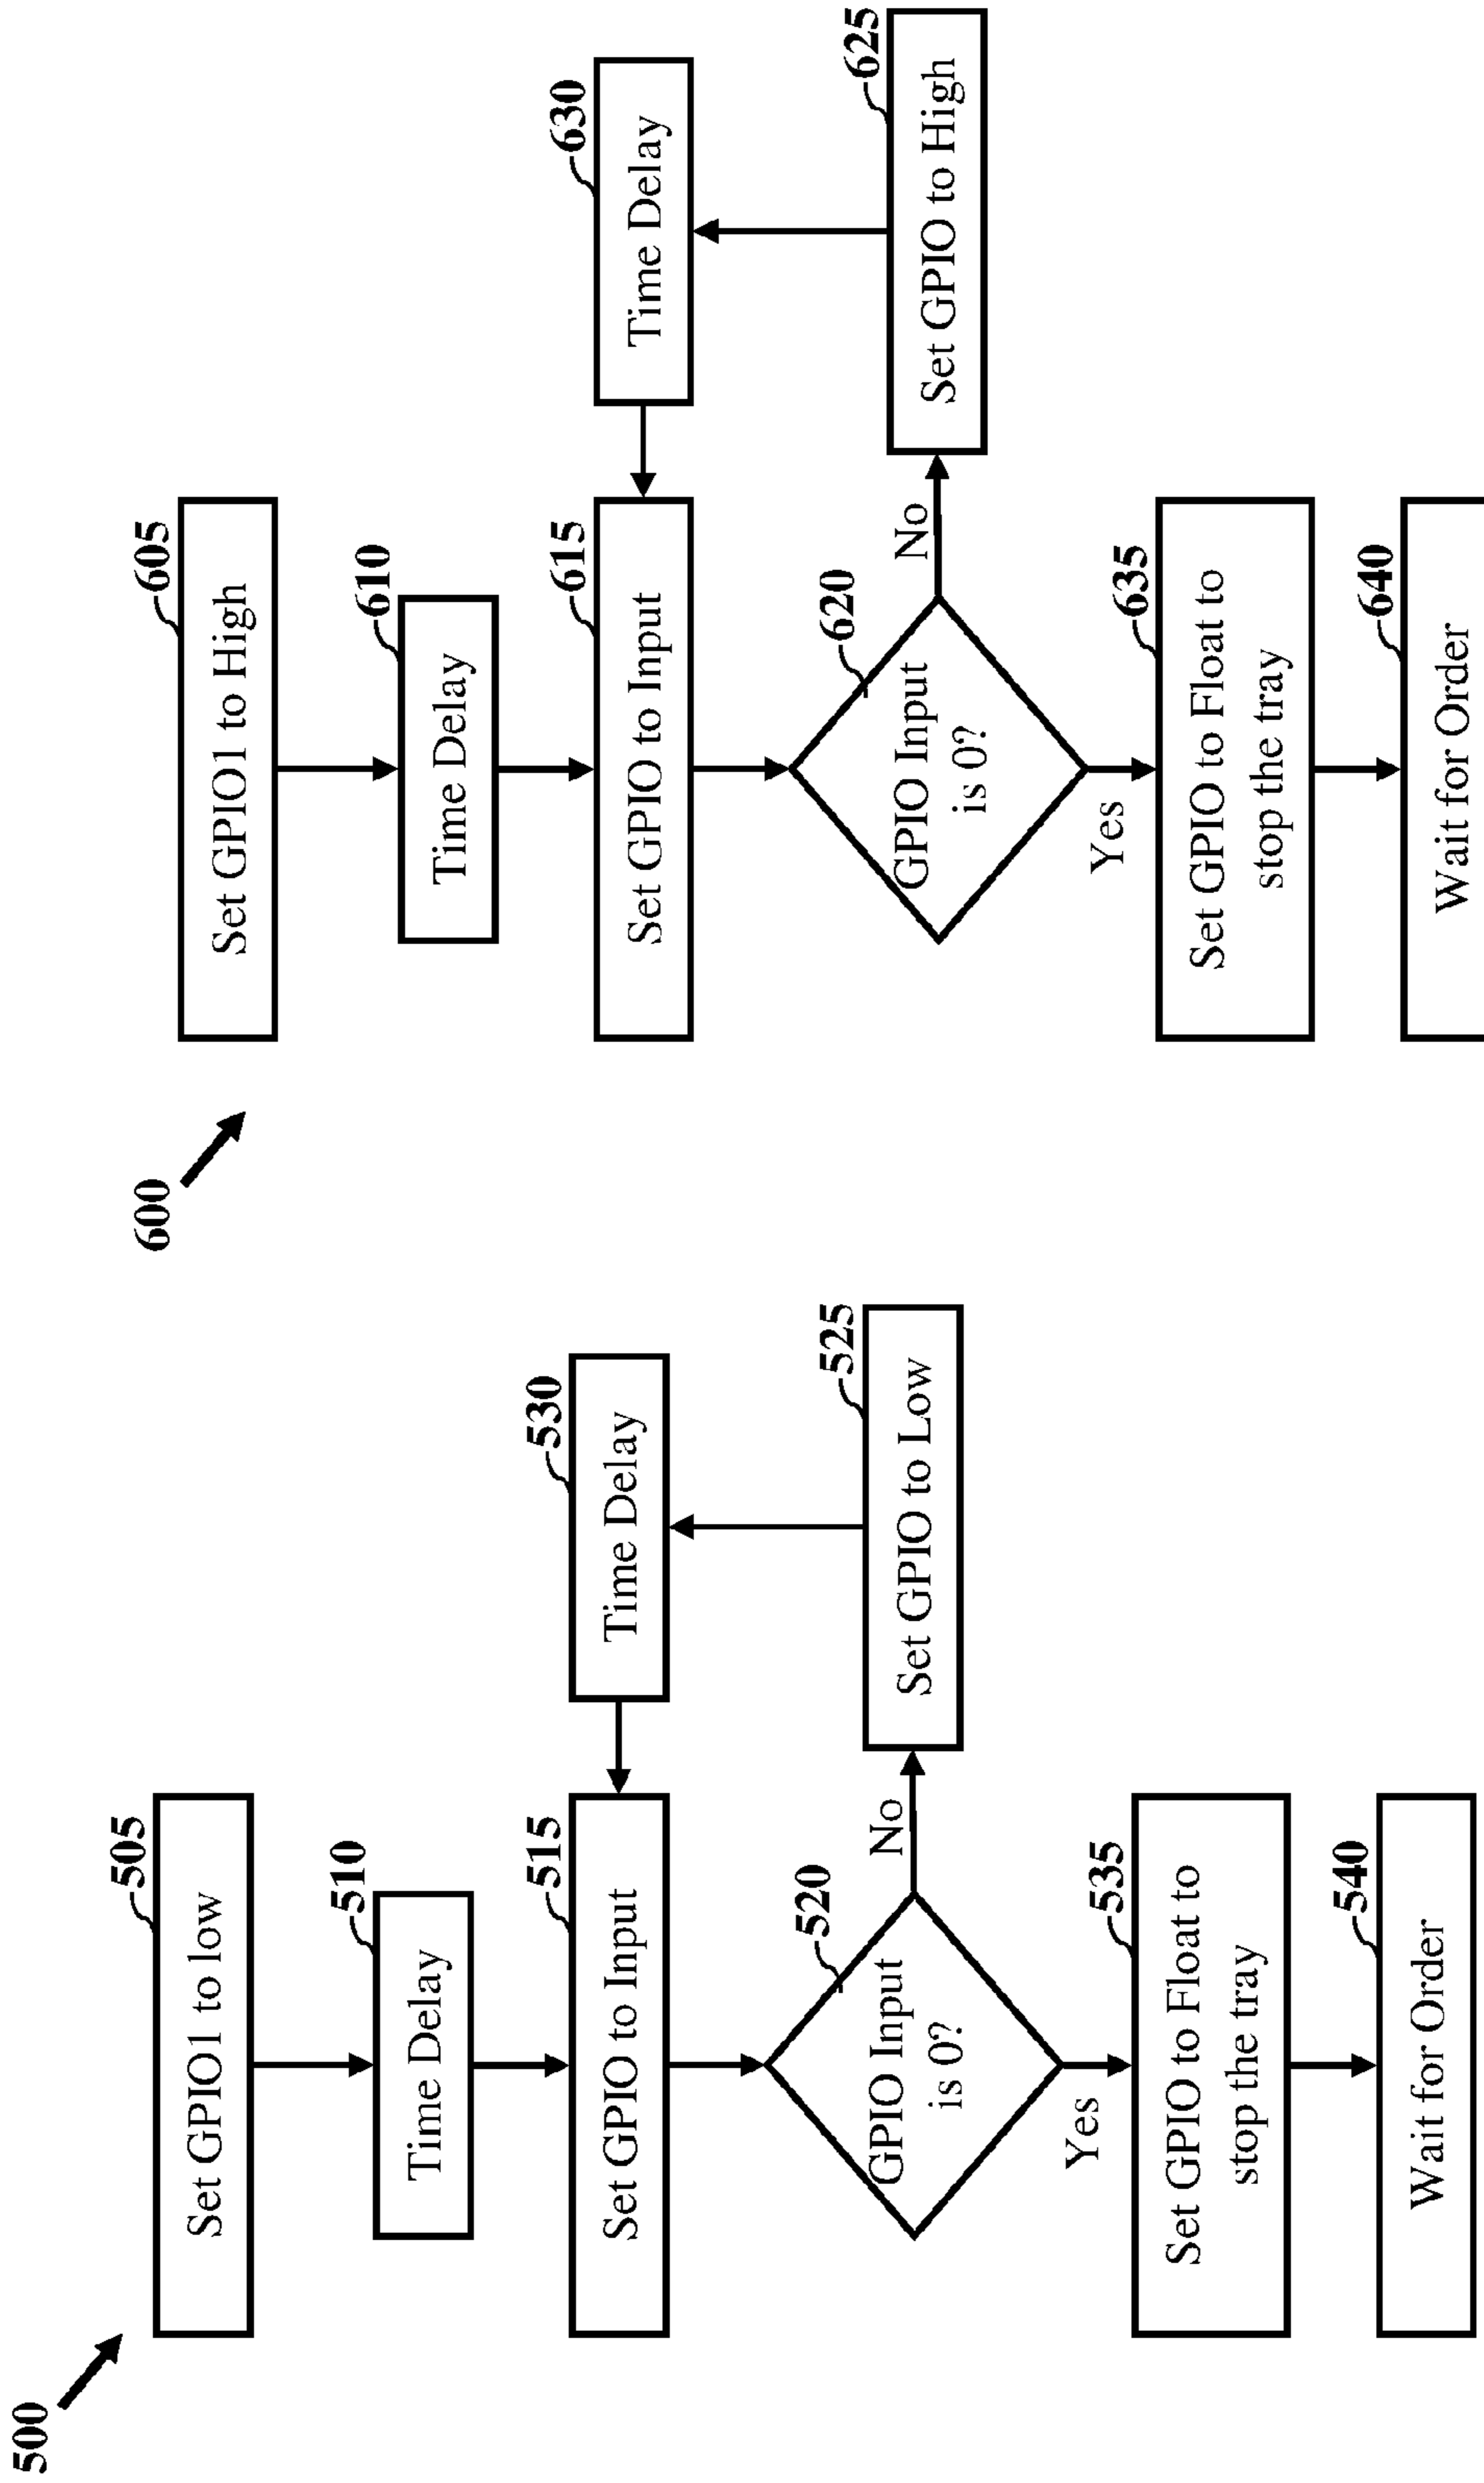 500
505
Set GPIO1 to low
510
Time Delay
515
Set GPIO to Input
530
Time Delay
520
GPIO Input
is 0?
No
525
Set GPIO to Low
Yes
535
Set GPIO to Float to
stop the tray
540
Wait for Order
600
605
Set GPIO1 to High
610
Time Delay
615
Set GPIO to Input
630
Time Delay
620
GPIO Input
is 0?
No
625
Set GPIO to High
Yes
635
Set GPIO to Float to
stop the tray
640
Wait for Order